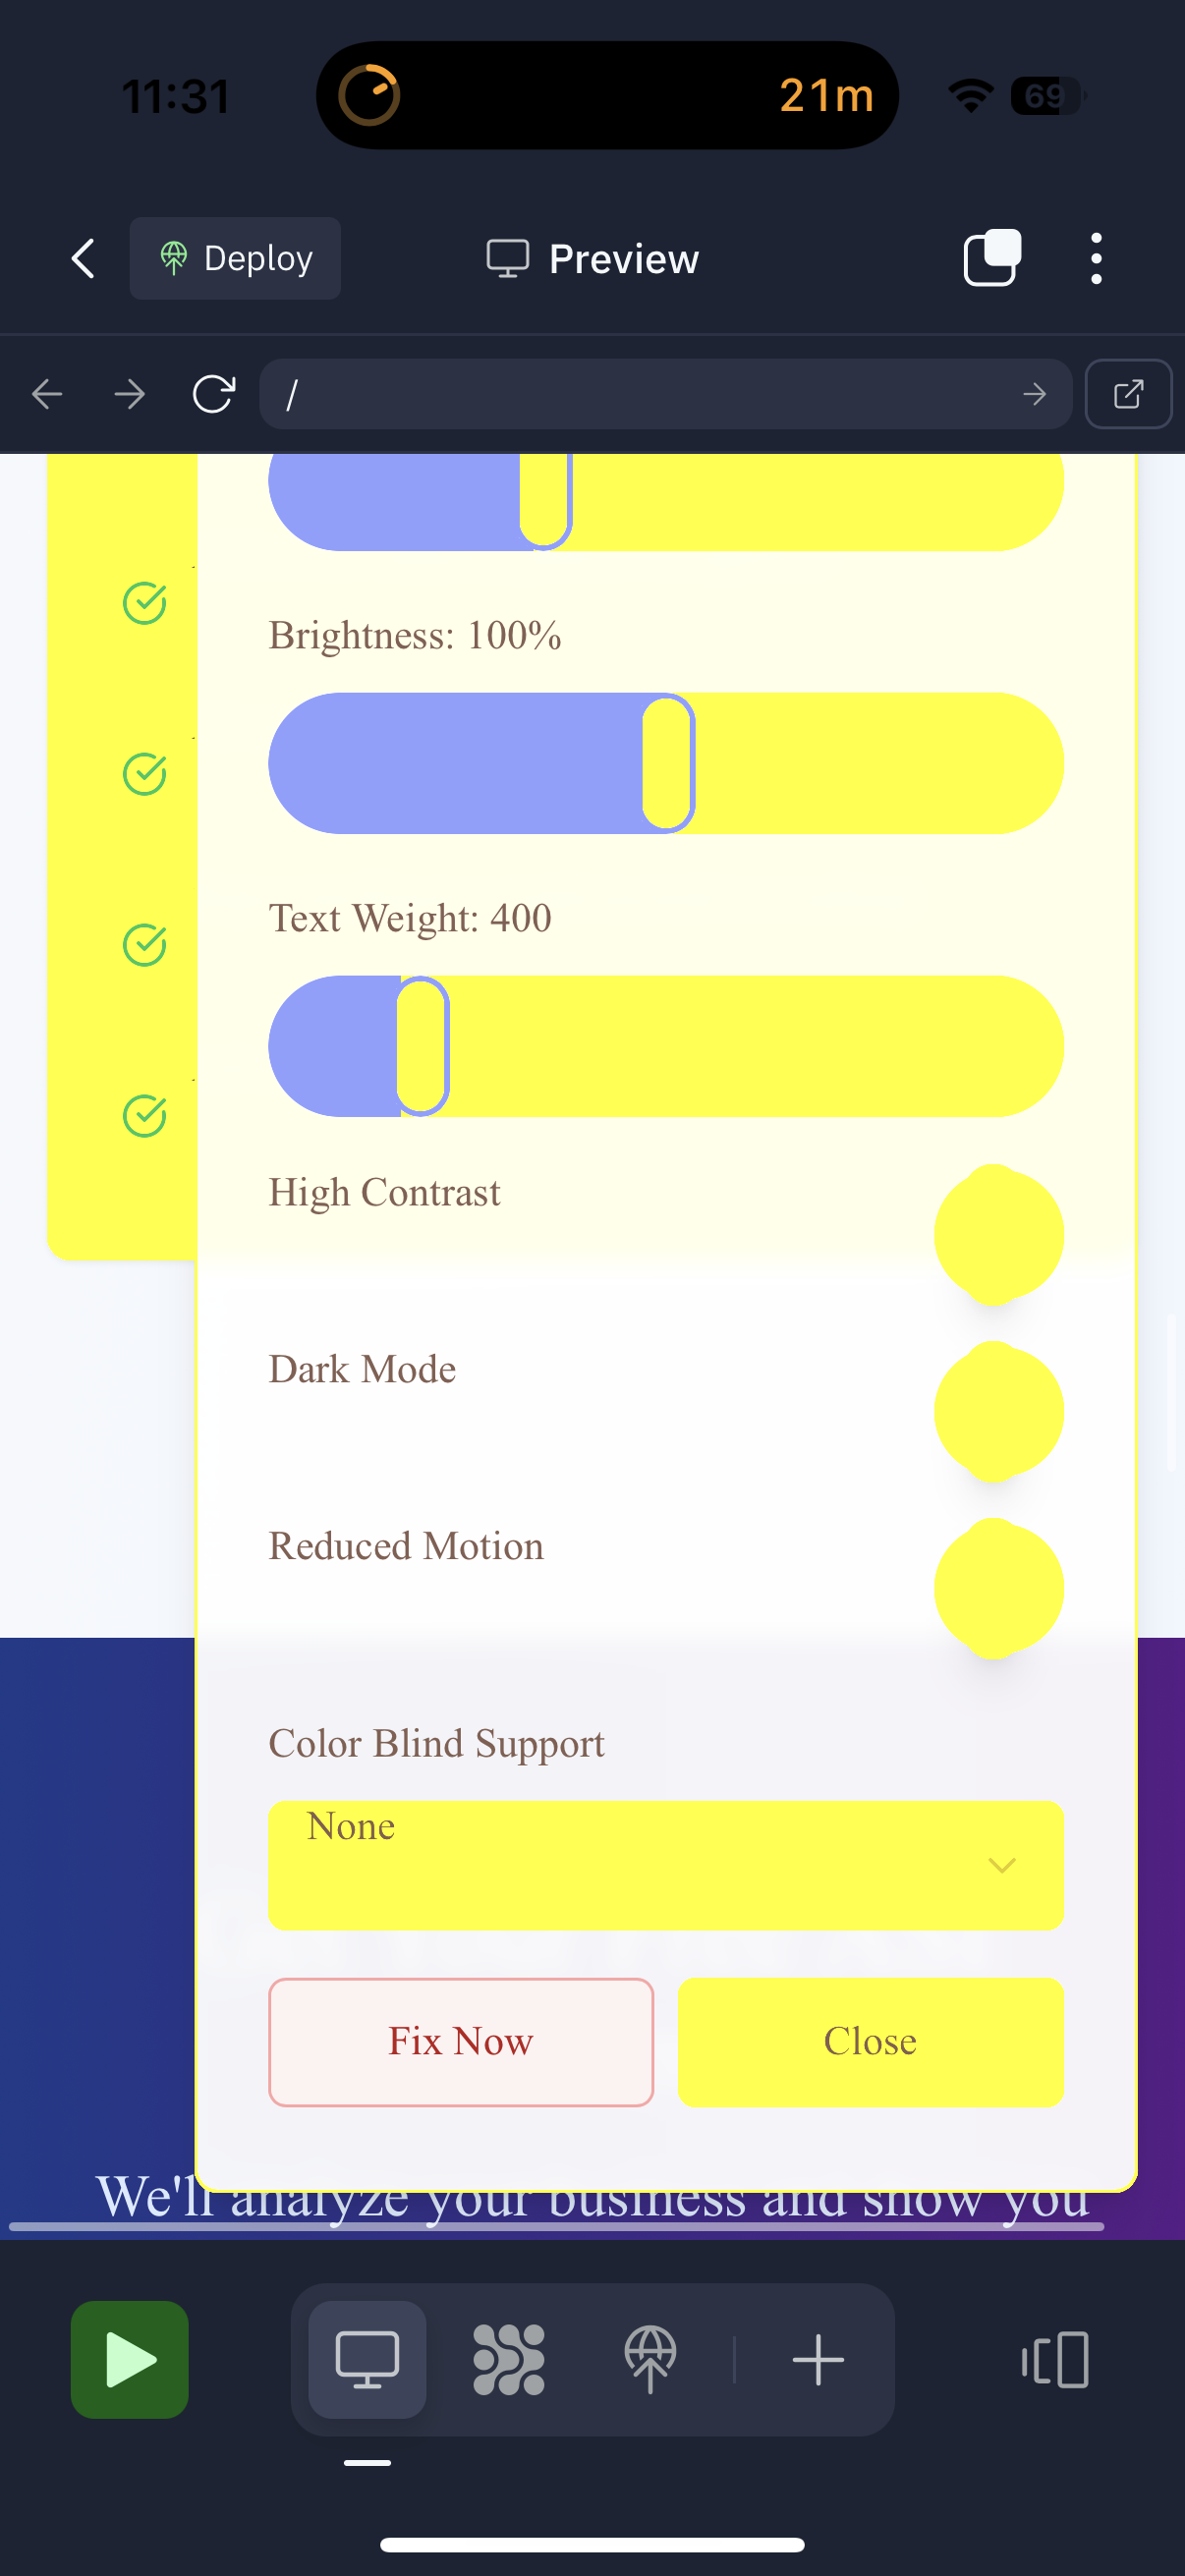 11:31
21m
69
Deploy
Preview
/
Brightness: 100%
Text Weight: 400
High Contrast
Dark Mode
Reduced Motion
Color Blind Support
None
Fix Now
Close
We'll analyze your business and show you